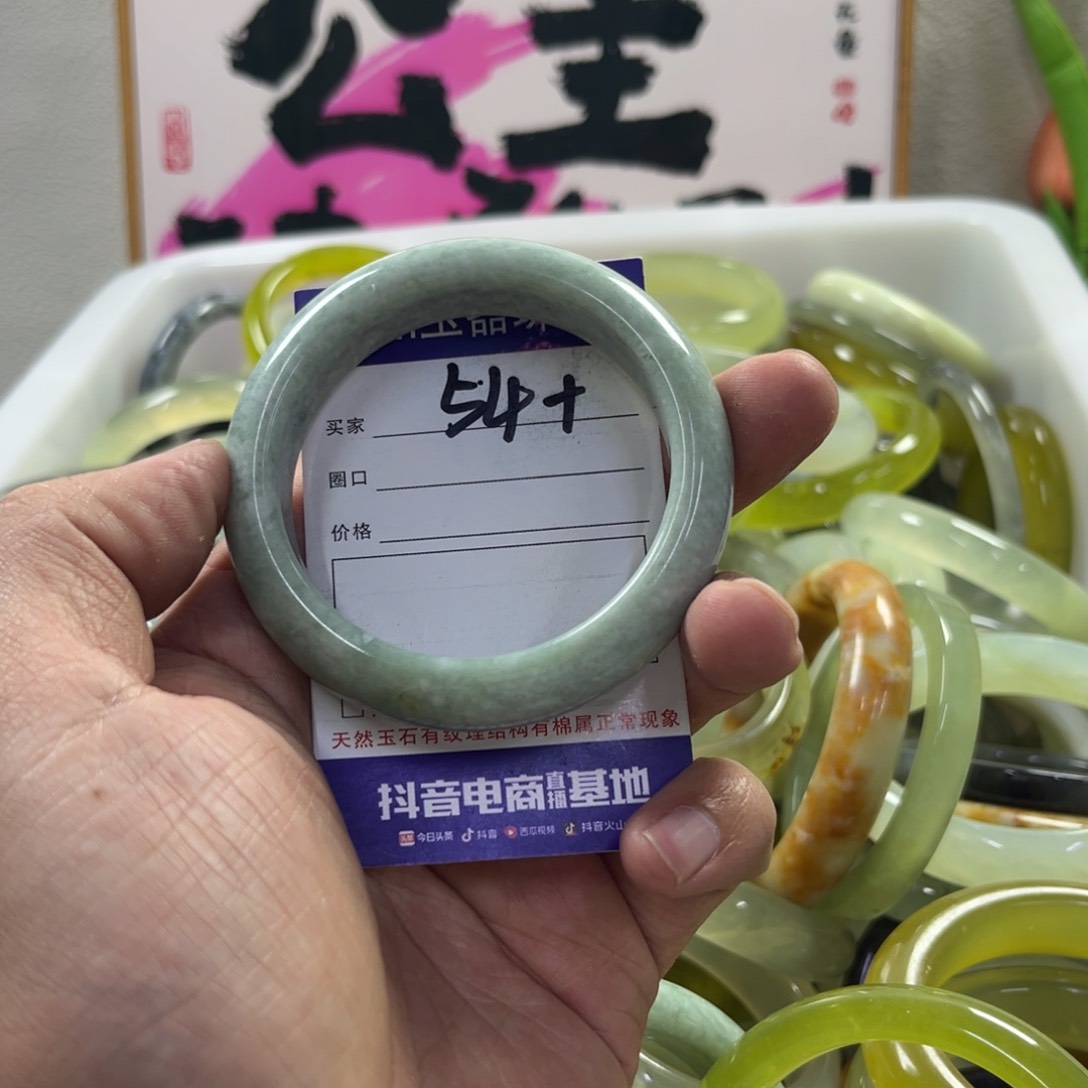 公主
54+
买家
圈口
价格
天然玉石有纹理结构有棉属正常现象
抖音电商直播基地
今日头条 抖音 西瓜视频 抖音火山